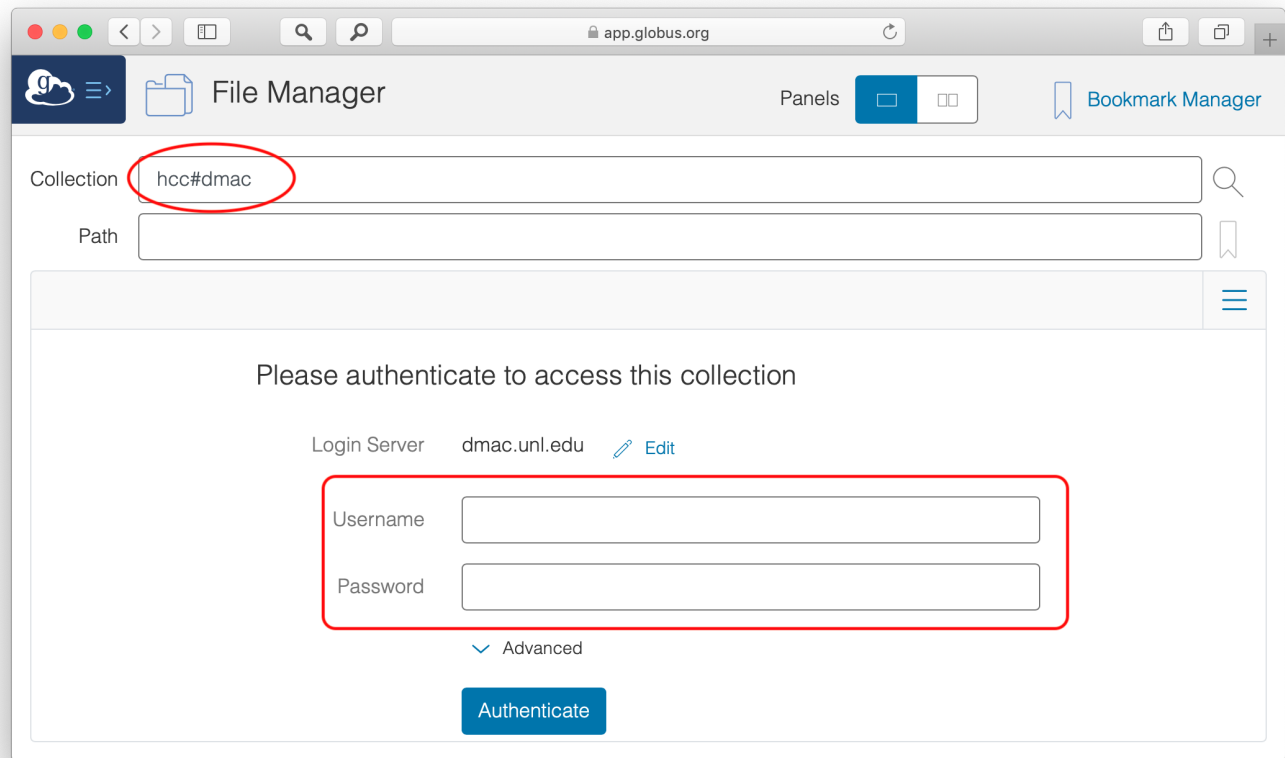 app.globus.org
g
File Manager
Panels
Bookmark Manager
Collection hcc#dmac
Path
Please authenticate to access this collection
Login Server dmac.unl.edu Edit
Username
Password
Advanced
Authenticate